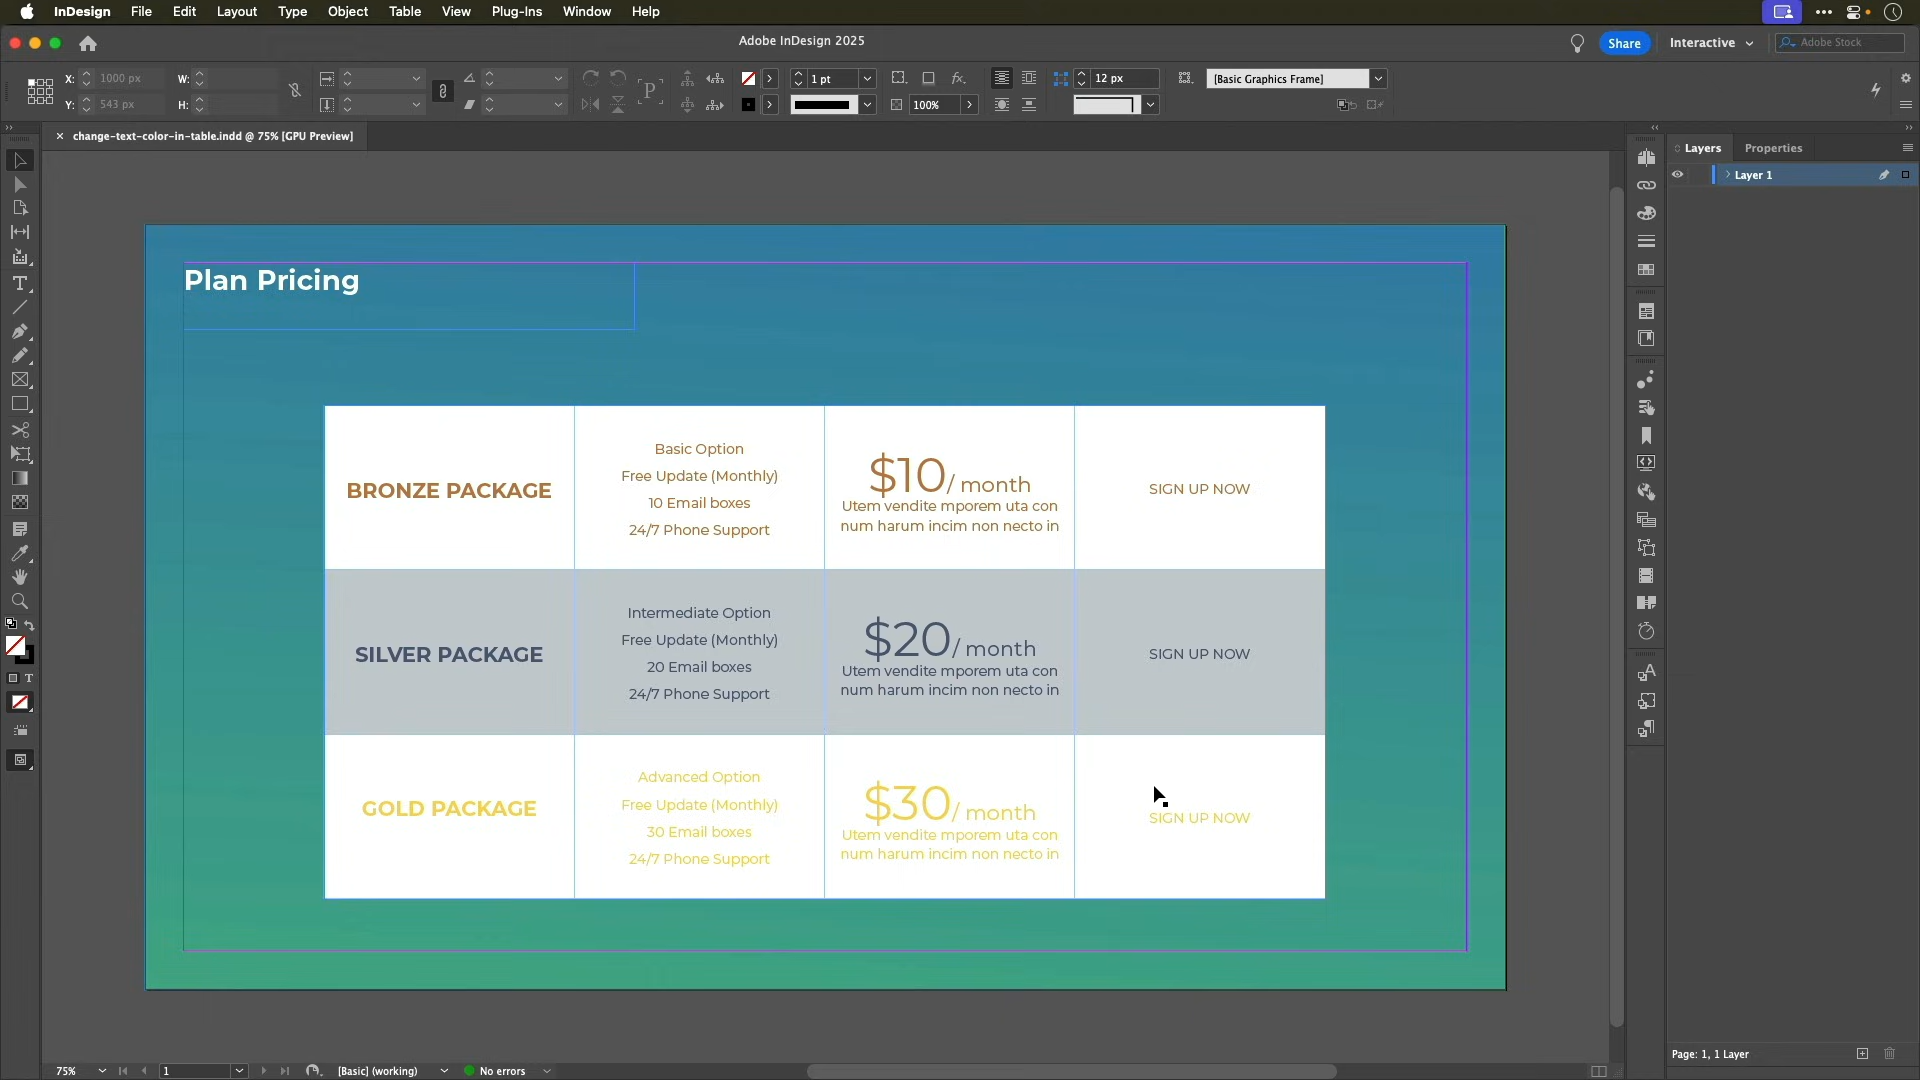 InDesign File Edit Layout Type Object Table View Plug-Ins Window Help
Adobe InDesign 2025
Share
Interactive
Adobe Stock
X: 1000 px W:
Y: 543 px H:
1 pt
100%
12 px
[Basic Graphics Frame]
× change-text-color-in-table.indd @ 75% [GPU Preview]
Layers Properties
Layer 1
Plan Pricing
BRONZE PACKAGE
Basic Option
Free Update (Monthly)
10 Email boxes
24/7 Phone Support
$10/ month
Utem vendite mporem uta con
num harum incim non necto in
SIGN UP NOW
SILVER PACKAGE
Intermediate Option
Free Update (Monthly)
20 Email boxes
24/7 Phone Support
$20/ month
Utem vendite mporem uta con
num harum incim non necto in
SIGN UP NOW
GOLD PACKAGE
Advanced Option
Free Update (Monthly)
30 Email boxes
24/7 Phone Support
$30/ month
Utem vendite mporem uta con
num harum incim non necto in
SIGN UP NOW
75% 1 [Basic] (working) No errors
Page: 1, 1 Layer